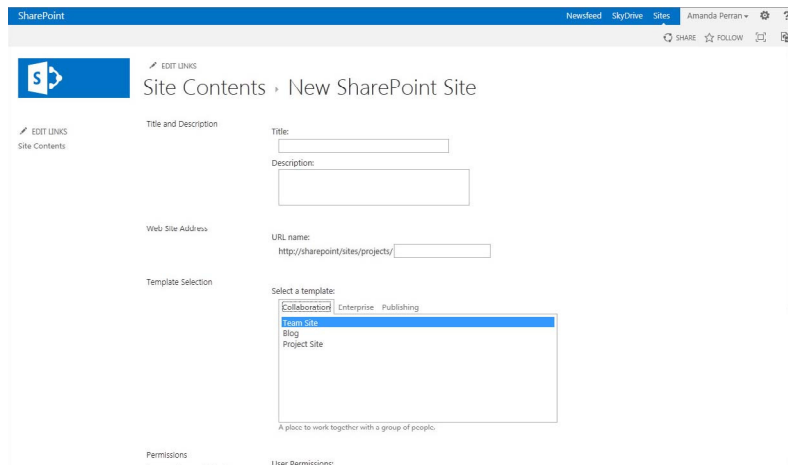 SharePoint
Newsfeed SkyDrive Sites Amanda Perran ?
SHARE FOLLOW
S
EDIT LINKS
Site Contents New SharePoint Site
EDIT LINKS
Site Contents
Title and Description
Title:
Description:
Web Site Address
URL name:
http://sharepoint/sites/projects/
Template Selection
Select a template:
Collaboration Enterprise Publishing
Team Site
Blog
Project Site
A place to work together with a group of people.
Permissions
User Permissions: